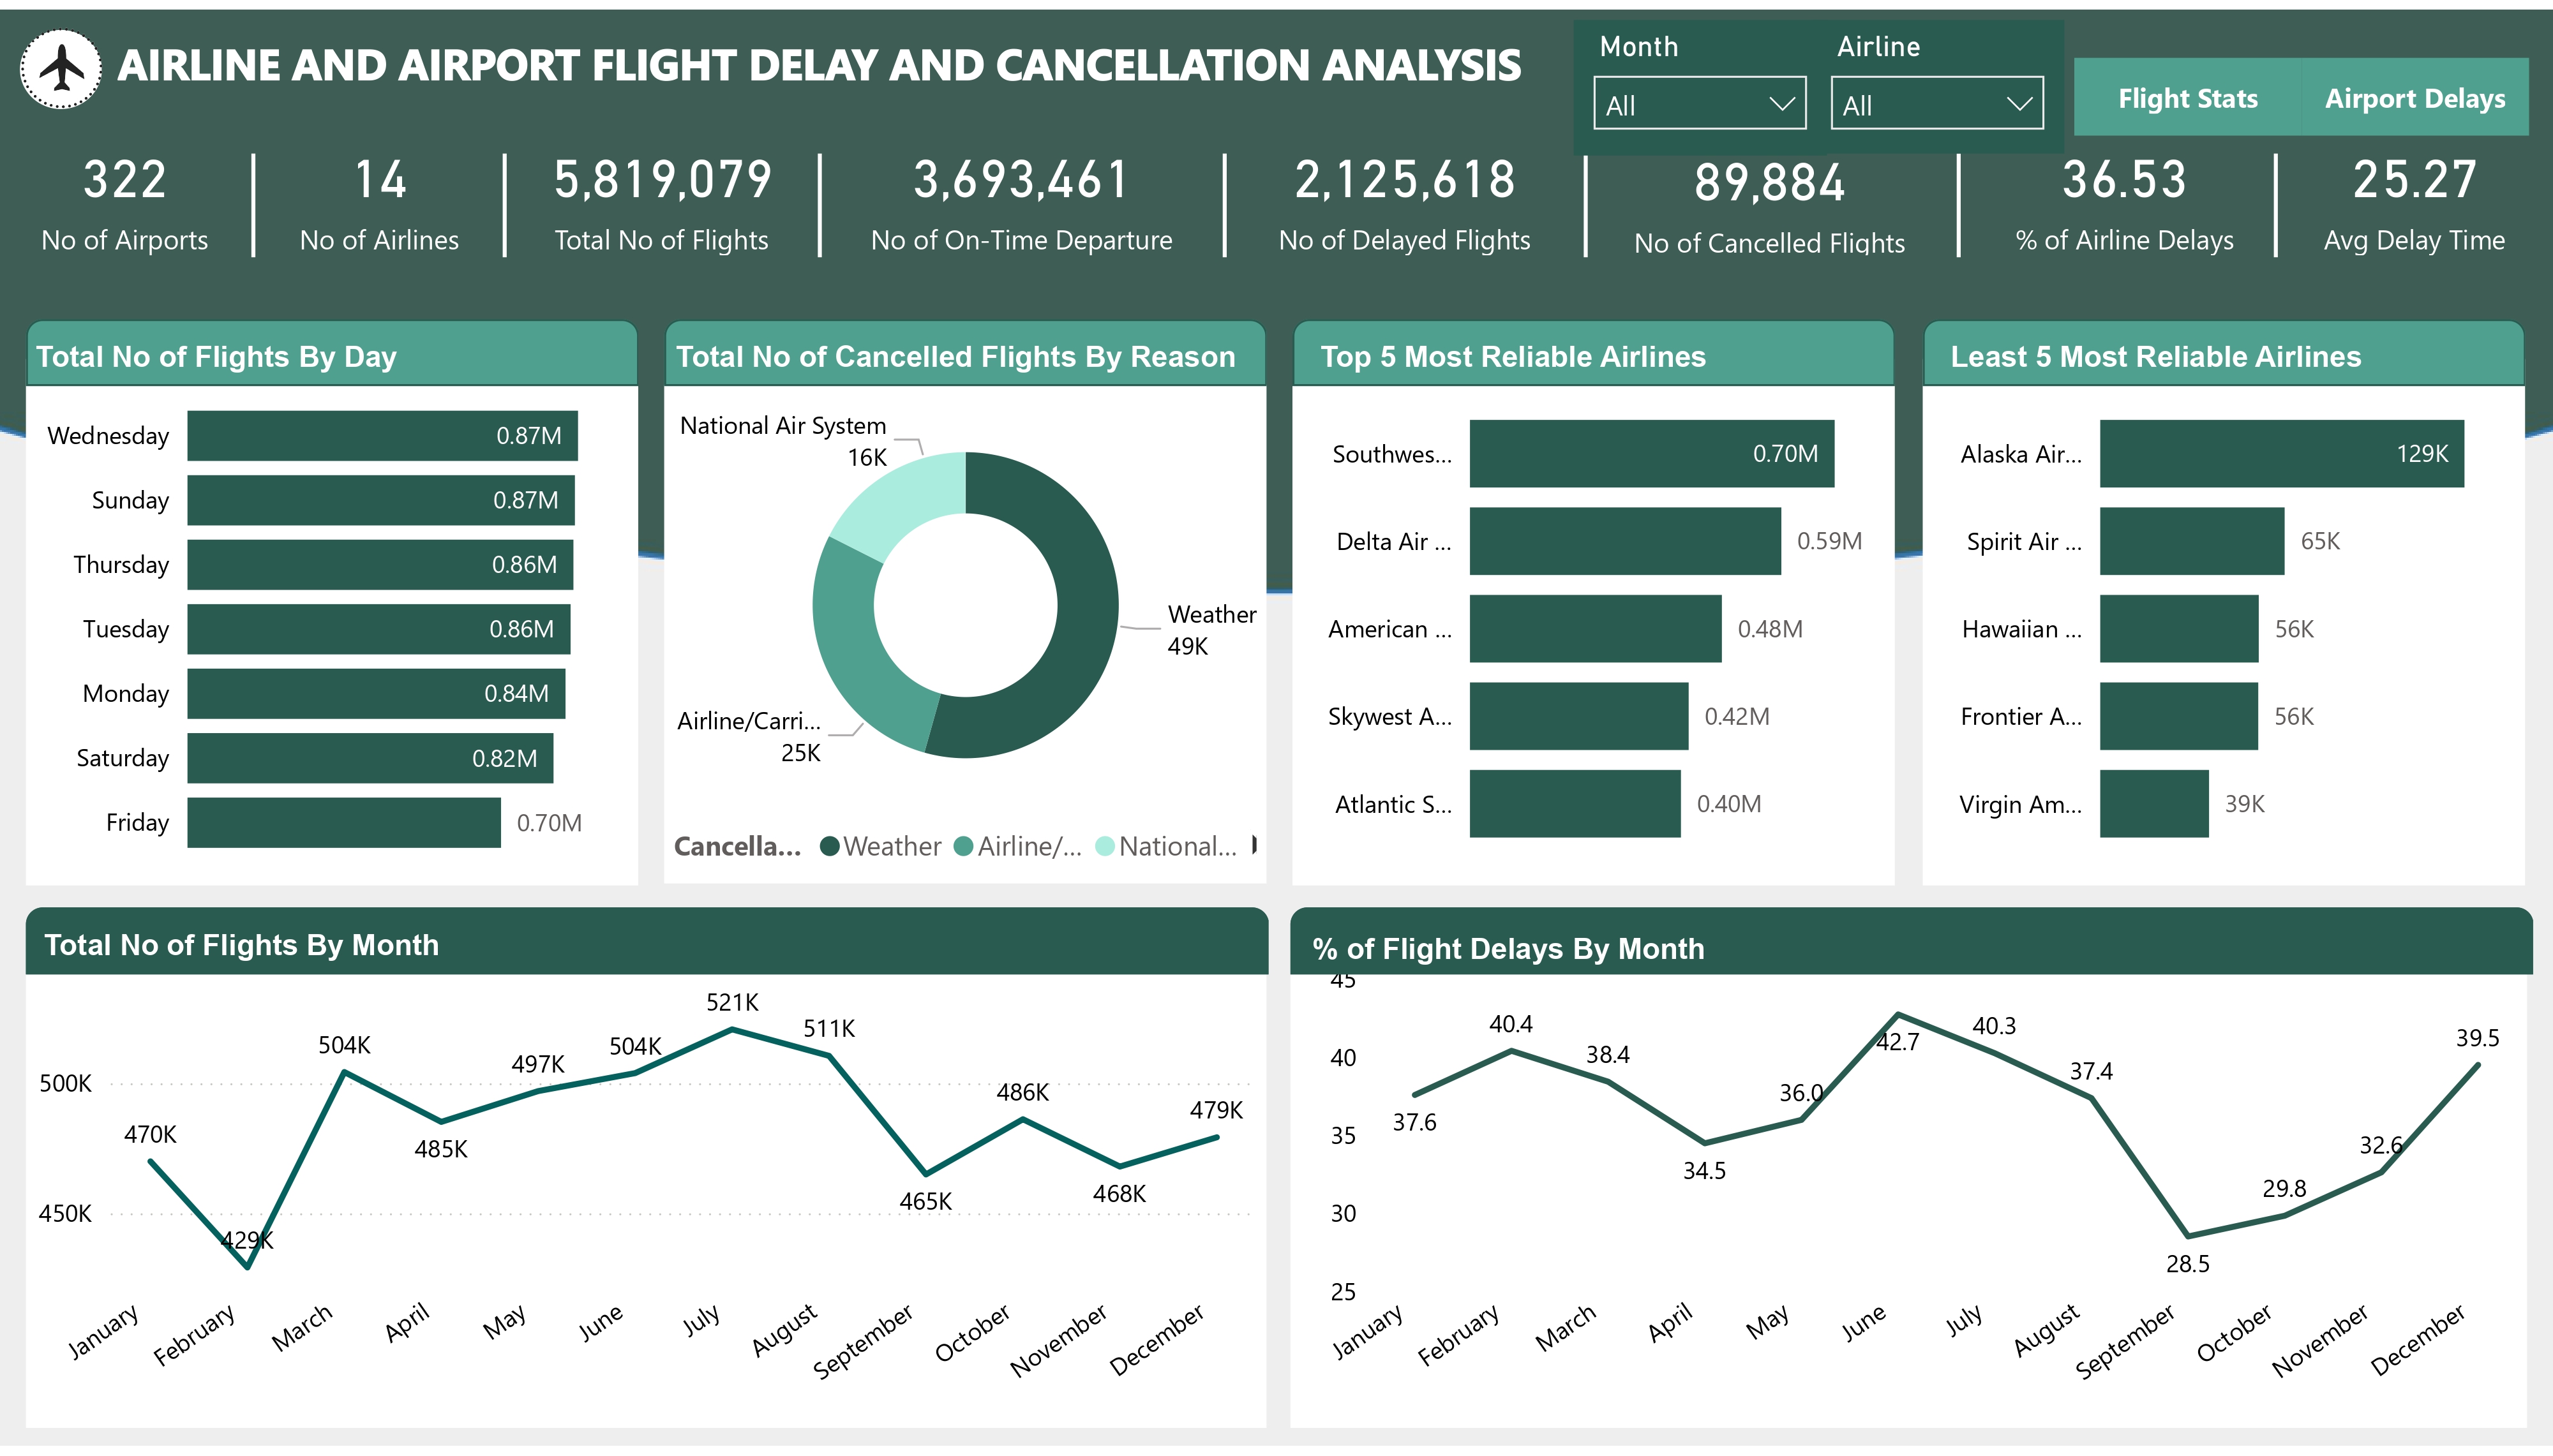 AIRLINE AND AIRPORT FLIGHT DELAY AND CANCELLATION ANALYSIS
Month
Airline
All
All
Flight Stats
Airport Delays
322
No of Airports
14
No of Airlines
5,819,079
Total No of Flights
3,693,461
No of On-Time Departure
2,125,618
No of Delayed Flights
89,884
No of Cancelled Flights
36.53
% of Airline Delays
25.27
Avg Delay Time
Total No of Flights By Day
Wednesday 0.87M
Sunday 0.87M
Thursday 0.86M
Tuesday 0.86M
Monday 0.84M
Saturday 0.82M
Friday 0.70M
Total No of Cancelled Flights By Reason
National Air System
16K
Weather
49K
Airline/Carri...
25K
Cancella... Weather Airline/... National...
Top 5 Most Reliable Airlines
Southwes... 0.70M
Delta Air ... 0.59M
American ... 0.48M
Skywest A... 0.42M
Atlantic S... 0.40M
Least 5 Most Reliable Airlines
Alaska Air... 129K
Spirit Air ... 65K
Hawaiian ... 56K
Frontier A... 56K
Virgin Am... 39K
Total No of Flights By Month
500K
450K
470K
429K
504K
485K
497K
504K
521K
511K
465K
486K
468K
479K
January
February
March
April
May
June
July
August
September
October
November
December
% of Flight Delays By Month
45
40
35
30
25
37.6
40.4
38.4
34.5
36.0
42.7
40.3
37.4
28.5
29.8
32.6
39.5
January
February
March
April
May
June
July
August
September
October
November
December